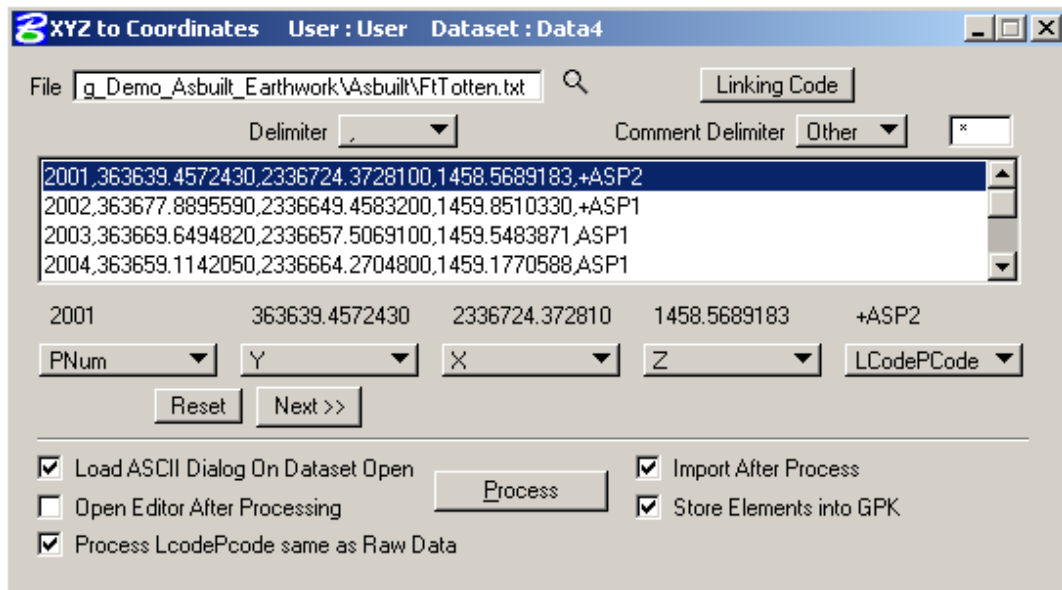 XYZ to Coordinates User : User Dataset : Data4
File g_Demo_Asbuilt_Earthwork\Asbuilt\FtTotten.txt Linking Code
Delimiter , Comment Delimiter Other *
2001,363639.4572430,2336724.3728100,1458.5689183,+ASP2
2002,363677.8895590,2336649.4583200,1459.8510330,+ASP1
2003,363669.6494820,2336657.5069100,1459.5483871,ASP1
2004,363659.1142050,2336664.2704800,1459.1770588,ASP1
2001 363639.4572430 2336724.372810 1458.5689183 +ASP2
PNum Y X Z LCodePCode
Reset Next >>
Load ASCII Dialog On Dataset Open Import After Process
Process
Open Editor After Processing Store Elements into GPK
Process LcodePcode same as Raw Data